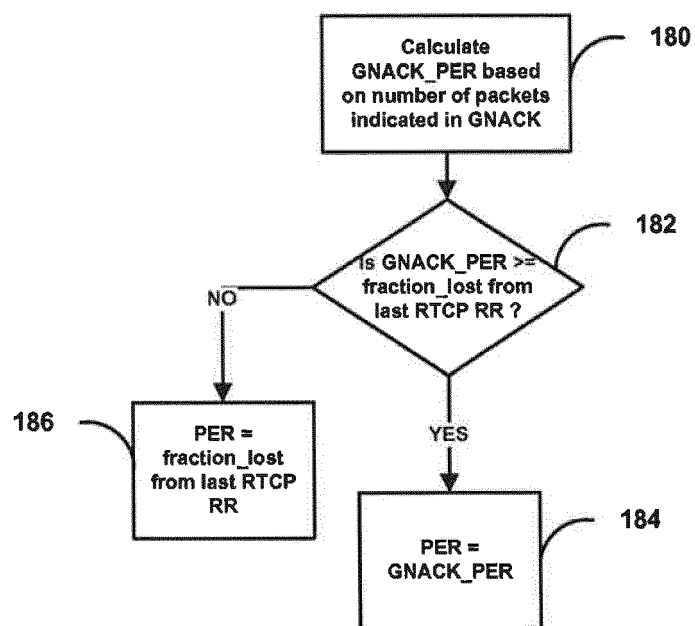 Calculate
GNACK_PER based
on number of packets
indicated in GNACK
180
Is GNACK_PER >=
fraction_lost from
last RTCP RR ?
182
NO
YES
PER =
fraction_lost
from last RTCP
RR
186
PER =
GNACK_PER
184